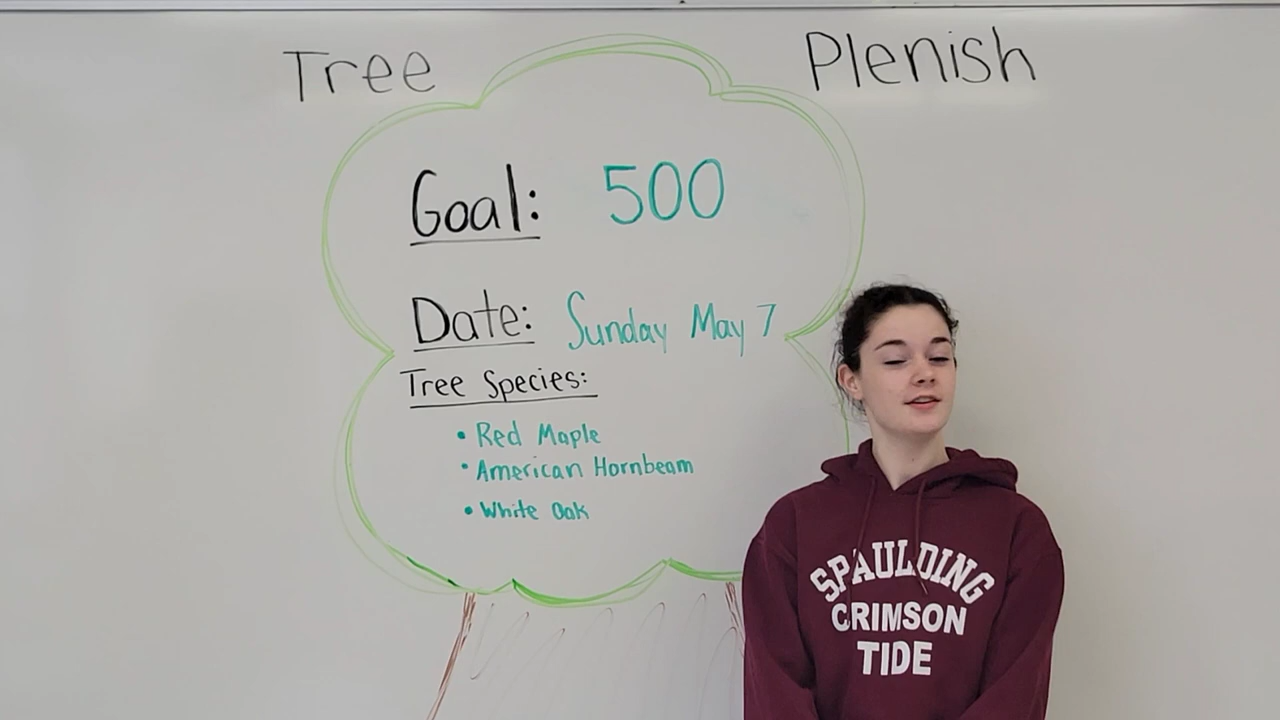 Tree Plenish
Goal: 500
Date: Sunday May 7
Tree Species:
• Red Maple
• American Hornbeam
• White Oak
SPAULDING
CRIMSON
TIDE